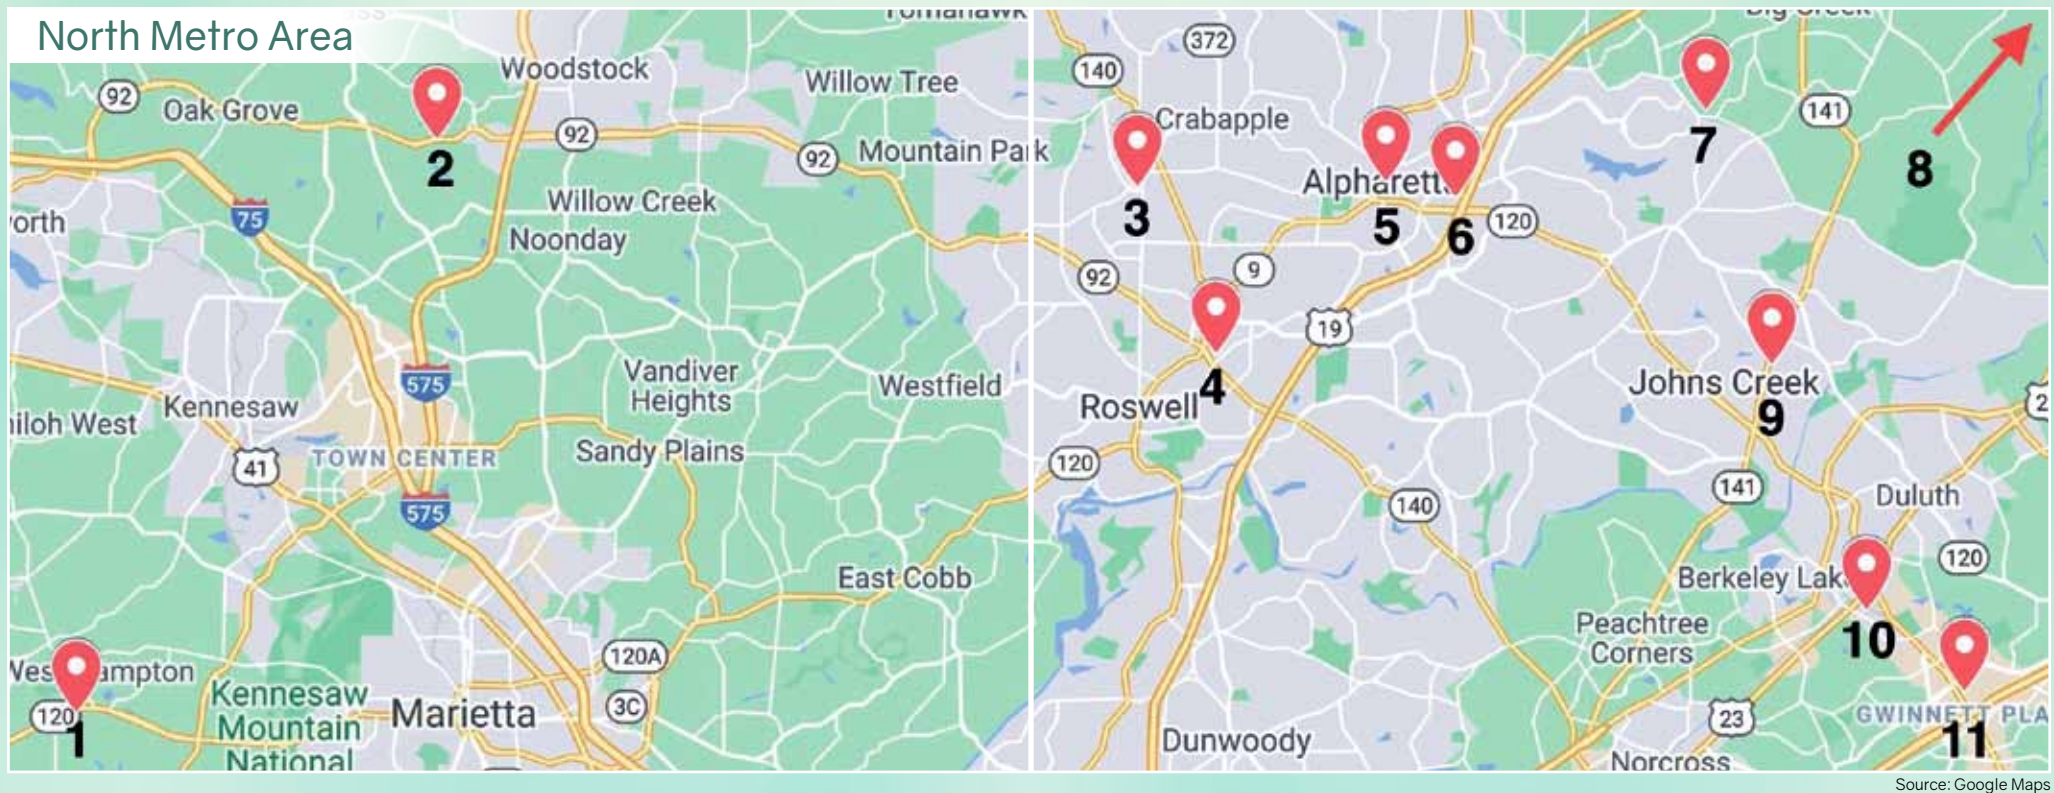 North Metro Area
Woodstock
92
Oak Grove
2
92
Willow Tree
92
Mountain Park
75
Willow Creek
Noonday
575
Vandiver
Heights
Westfield
Kennesaw
41
TOWN CENTER
Sandy Plains
575
East Cobb
120A
3C
120
1
Kennesaw
Mountain
National
Marietta
372
140
Crabapple
3
Alpharetta
5
6
120
7
141
8
92
9
19
4
Roswell
Johns Creek
9
120
140
141
Duluth
120
Berkeley Lake
10
Peachtree
Corners
23
GWINNETT PLA
11
Dunwoody
Norcross
Source: Google Maps